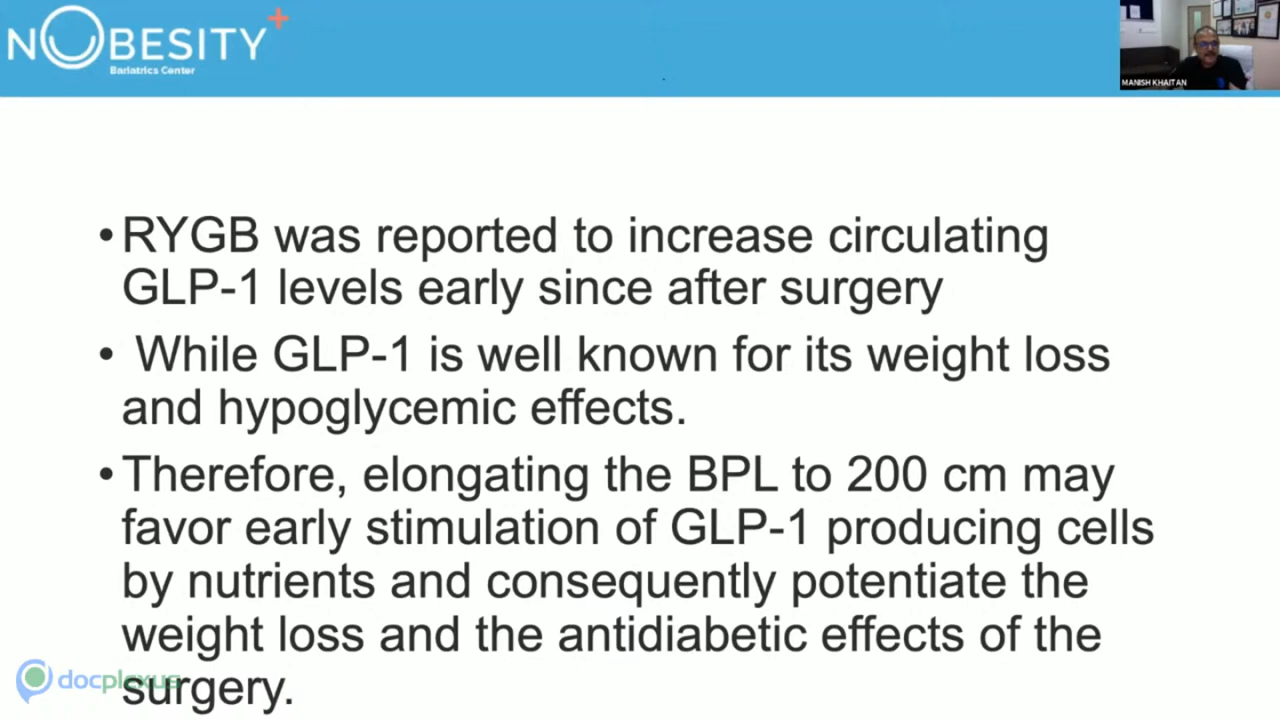 NOBESITY+
Bariatrics Center
MANISH KHAITAN
•RYGB was reported to increase circulating
GLP-1 levels early since after surgery
• While GLP-1 is well known for its weight loss
and hypoglycemic effects.
•Therefore, elongating the BPL to 200 cm may
favor early stimulation of GLP-1 producing cells
by nutrients and consequently potentiate the
weight loss and the antidiabetic effects of the
surgery.
docplexus